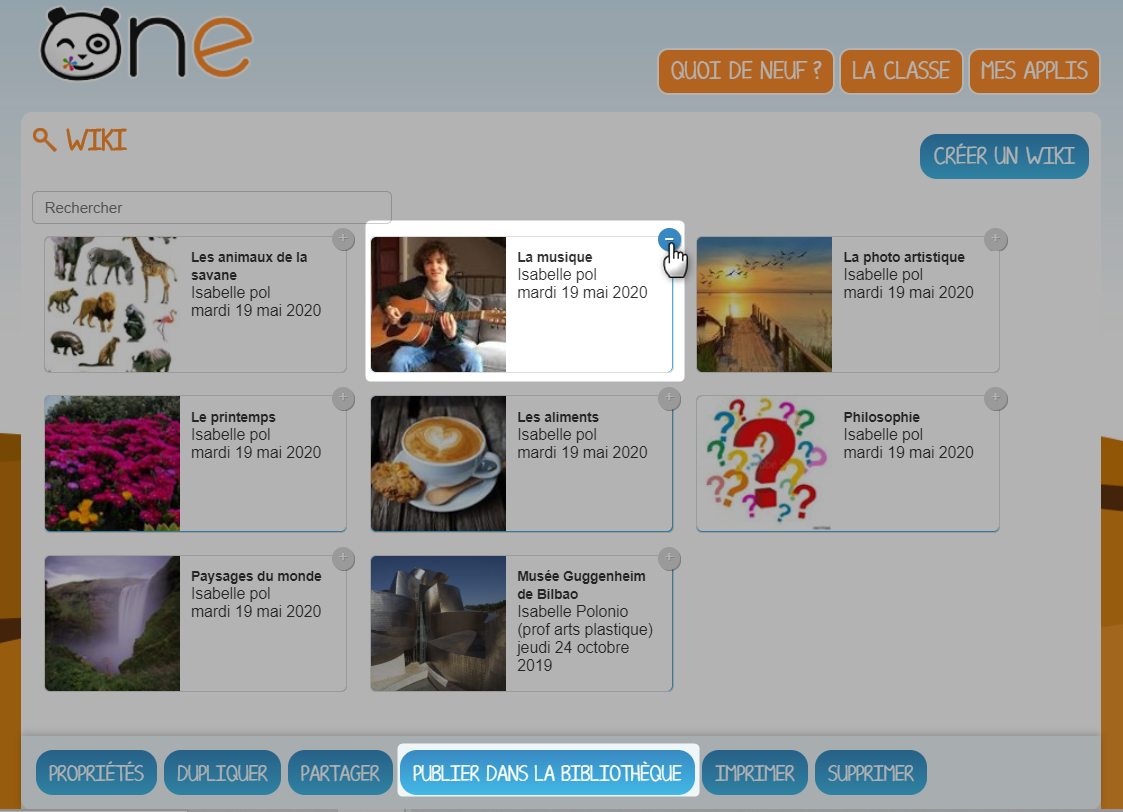 One
QUOI DE NEUF ?
LA CLASSE
MES APPLIS
WIKI
CRÉER UN WIKI
Rechercher
Les animaux de la
savane
Isabelle pol
mardi 19 mai 2020
La musique
Isabelle pol
mardi 19 mai 2020
La photo artistique
Isabelle pol
mardi 19 mai 2020
Le printemps
Isabelle pol
mardi 19 mai 2020
Les aliments
Isabelle pol
mardi 19 mai 2020
Philosophie
Isabelle pol
mardi 19 mai 2020
Paysages du monde
Isabelle pol
mardi 19 mai 2020
Musée Guggenheim
de Bilbao
Isabelle Polonio
(prof arts plastique)
jeudi 24 octobre
2019
PROPRIÉTÉS
DUPLIQUER
PARTAGER
PUBLIER DANS LA BIBLIOTHÈQUE
IMPRIMER
SUPPRIMER